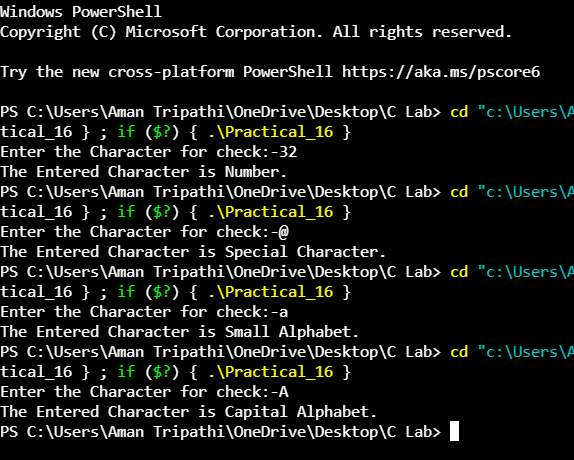 Windows PowerShell
Copyright (C) Microsoft Corporation. All rights reserved.
Try the new cross-platform PowerShell https://aka.ms/pscore6
PS C:\Users\Aman Tripathi\OneDrive\Desktop\C Lab> cd "c:\Users\A
tical_16 } ; if ($?) { .\Practical_16 }
Enter the Character for check:-32
The Entered Character is Number.
PS C:\Users\Aman Tripathi\OneDrive\Desktop\C Lab> cd "c:\Users\A
tical_16 } ; if ($?) { .\Practical_16 }
Enter the Character for check:-@
The Entered Character is Special Character.
PS C:\Users\Aman Tripathi\OneDrive\Desktop\C Lab> cd "c:\Users\A
tical_16 } ; if ($?) { .\Practical_16 }
Enter the Character for check:-a
The Entered Character is Small Alphabet.
PS C:\Users\Aman Tripathi\OneDrive\Desktop\C Lab> cd "c:\Users\A
tical_16 } ; if ($?) { .\Practical_16 }
Enter the Character for check:-A
The Entered Character is Capital Alphabet.
PS C:\Users\Aman Tripathi\OneDrive\Desktop\C Lab>